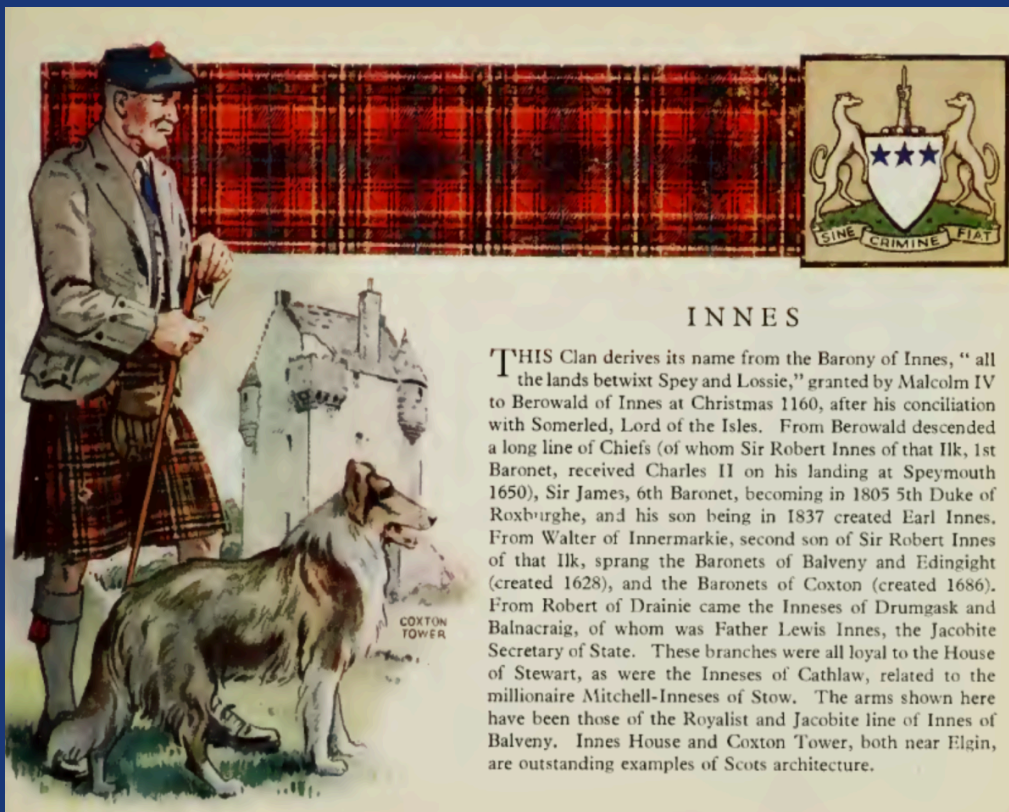 SINE CRIMINE FIAT
INNES
THIS Clan derives its name from the Barony of Innes, “ all
the lands betwixt Spey and Lossie,” granted by Malcolm IV
to Berowald of Innes at Christmas 1160, after his conciliation
with Somerled, Lord of the Isles. From Berowald descended
a long line of Chiefs (of whom Sir Robert Innes of that Ilk, 1st
Baronet, received Charles II on his landing at Speymouth
1650), Sir James, 6th Baronet, becoming in 1805 5th Duke of
Roxburghe, and his son being in 1837 created Earl Innes.
From Walter of Innermarkie, second son of Sir Robert Innes
of that Ilk, sprang the Baronets of Balveny and Edingight
(created 1628), and the Baronets of Coxton (created 1686).
From Robert of Drainie came the Inneses of Drumgask and
Balnacraig, of whom was Father Lewis Innes, the Jacobite
Secretary of State. These branches were all loyal to the House
of Stewart, as were the Inneses of Cathlaw, related to the
millionaire Mitchell-Inneses of Stow. The arms shown here
have been those of the Royalist and Jacobite line of Innes of
Balveny. Innes House and Coxton Tower, both near Elgin,
are outstanding examples of Scots architecture.
COXTON
TOWER